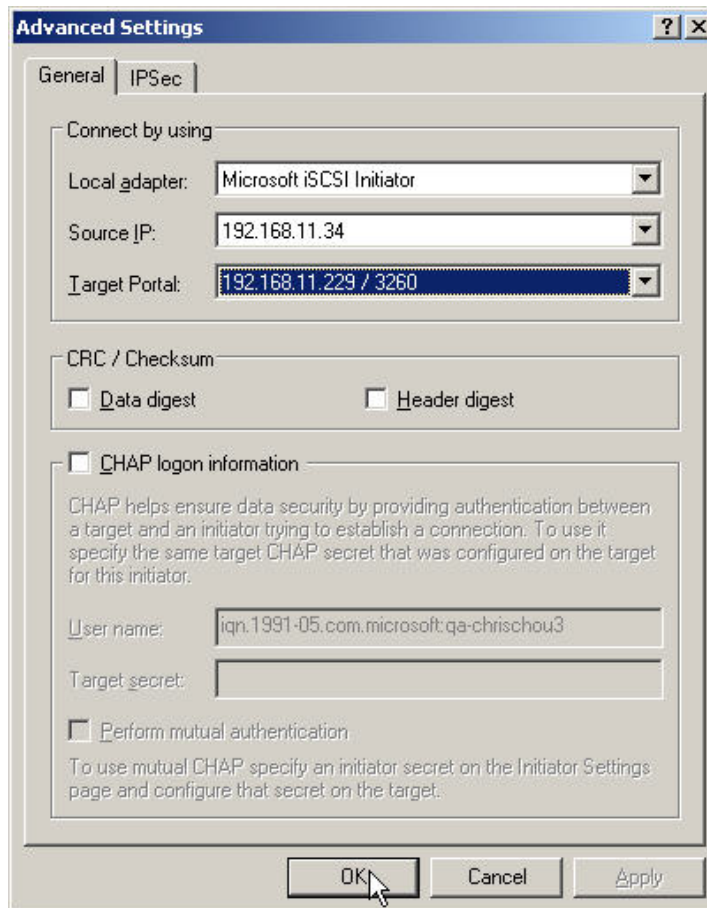 Advanced Settings
General IPSec
Connect by using
Local adapter: Microsoft iSCSI Initiator
Source IP: 192.168.11.34
Target Portal: 192.168.11.229 / 3260
CRC / Checksum
Data digest Header digest
CHAP logon information
CHAP helps ensure data security by providing authentication between
a target and an initiator trying to establish a connection. To use it
specify the same target CHAP secret that was configured on the target
for this initiator.
User name: iqn.1991-05.com.microsoft:qa-chrischou3
Target secret:
Perform mutual authentication
To use mutual CHAP specify an initiator secret on the Initiator Settings
page and configure that secret on the target.
OK Cancel Apply